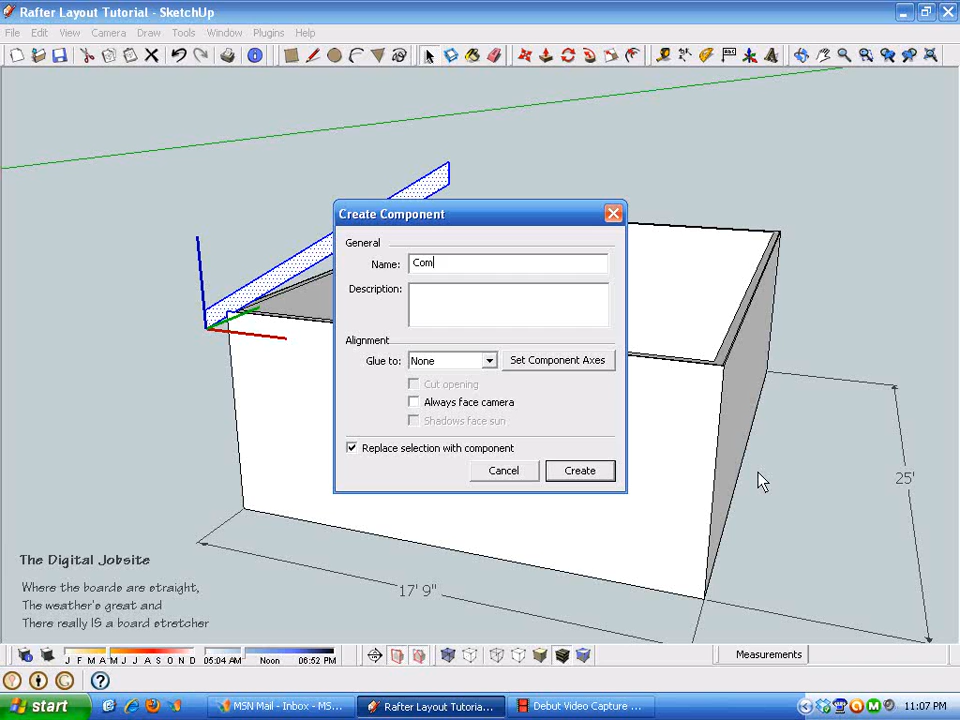 Rafter Layout Tutorial - SketchUp
File Edit View Camera Draw Tools Window Plugins Help
Create Component
General
Name: Com
Description:
Alignment
Glue to: None Set Component Axes
Cut opening
Always face camera
Shadows face sun
Replace selection with component
Cancel Create
25'
17' 9"
The Digital Jobsite
Where the boards are straight,
The weather's great and
There really IS a board stretcher
J F M A M J J A S O N D 05:04 AM Noon 06:52 PM Measurements
start MSN Mail - Inbox - MS... Rafter Layout Tutoria... Debut Video Capture ... 11:07 PM